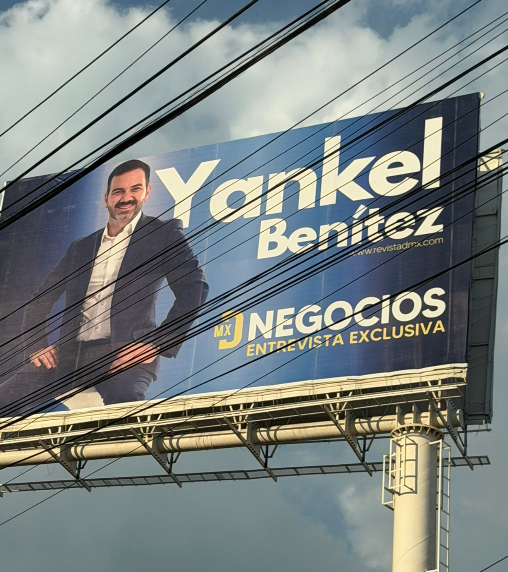 Yankel
Benítez
www.revistadmx.com
MX D NEGOCIOS
ENTREVISTA EXCLUSIVA